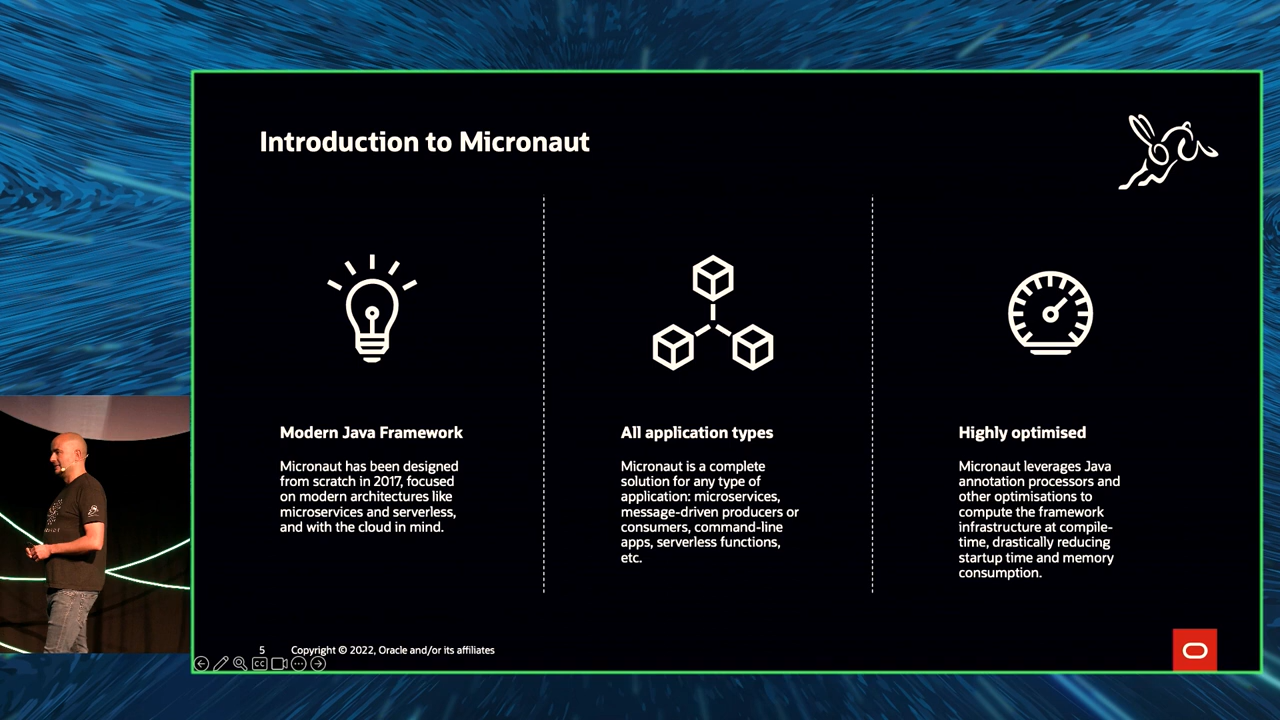 Introduction to Micronaut
Modern Java Framework
Micronaut has been designed
from scratch in 2017, focused
on modern architectures like
microservices and serverless,
and with the cloud in mind.
All application types
Micronaut is a complete
solution for any type of
application: microservices,
message-driven producers or
consumers, command-line
apps, serverless functions,
etc.
Highly optimised
Micronaut leverages Java
annotation processors and
other optimisations to
compute the framework
infrastructure at compile-
time, drastically reducing
startup time and memory
consumption.
5
Copyright © 2022, Oracle and/or its affiliates
CC